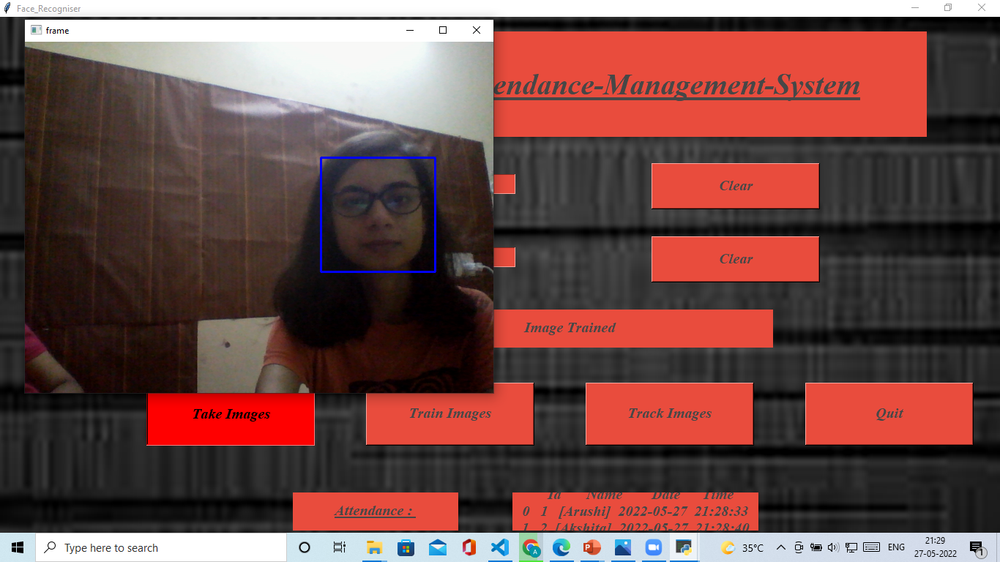 Face_Recogniser
frame
endance-Management-System
Clear
Clear
Image Trained
Take Images
Train Images
Track Images
Quit
Attendance :
Id Name Date Time
0 1 [Arushi] 2022-05-27 21:28:33
1 2 [Akshita] 2022-05-27 21:28:40
Type here to search
A
35°C
ENG
21:29
27-05-2022
1